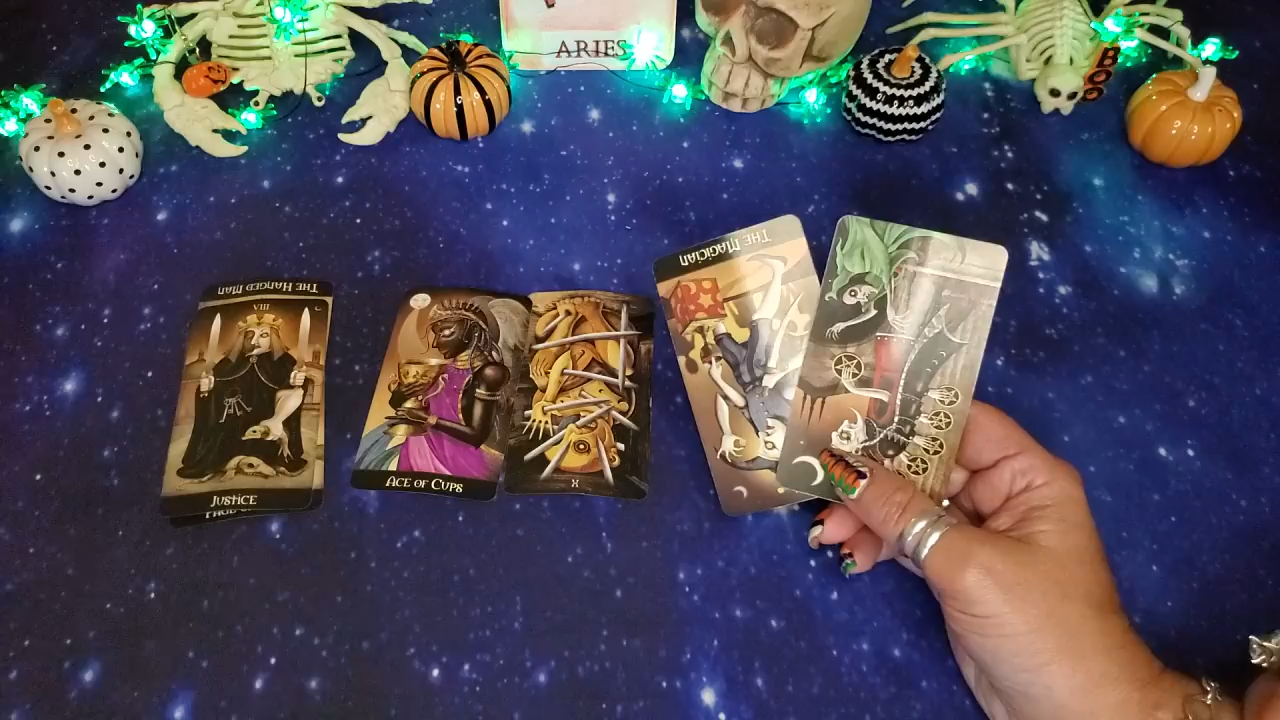 ARIES
BOO
THE MAGICIAN
THE HANGED MAN
VIII
JUSTICE
ACE OF CUPS
X